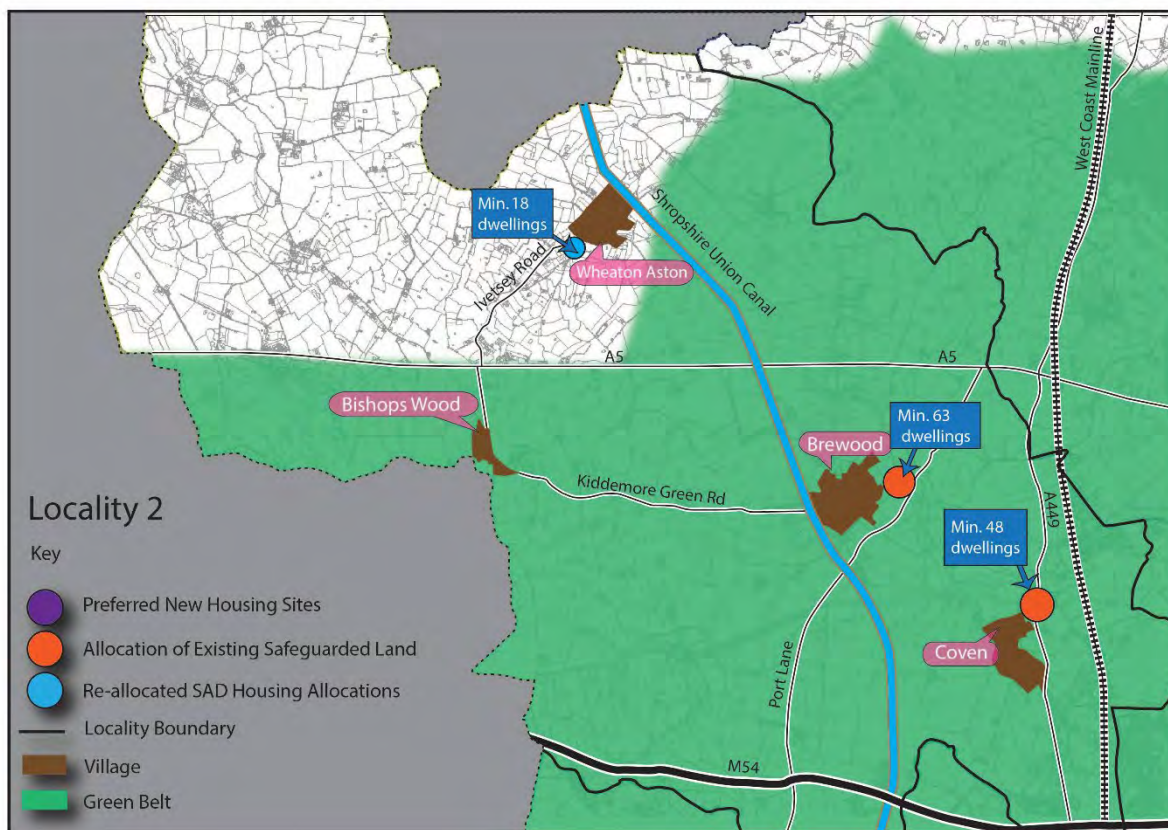 West Coast Mainline
Min. 18
dwellings
Shropshire Union Canal
Ivetsey Road
Wheaton Aston
A5
A5
Bishops Wood
Min. 63
dwellings
Brewood
Kiddemore Green Rd
A449
Min. 48
dwellings
Coven
Port Lane
M54
Locality 2
Key
Preferred New Housing Sites
Allocation of Existing Safeguarded Land
Re-allocated SAD Housing Allocations
Locality Boundary
Village
Green Belt